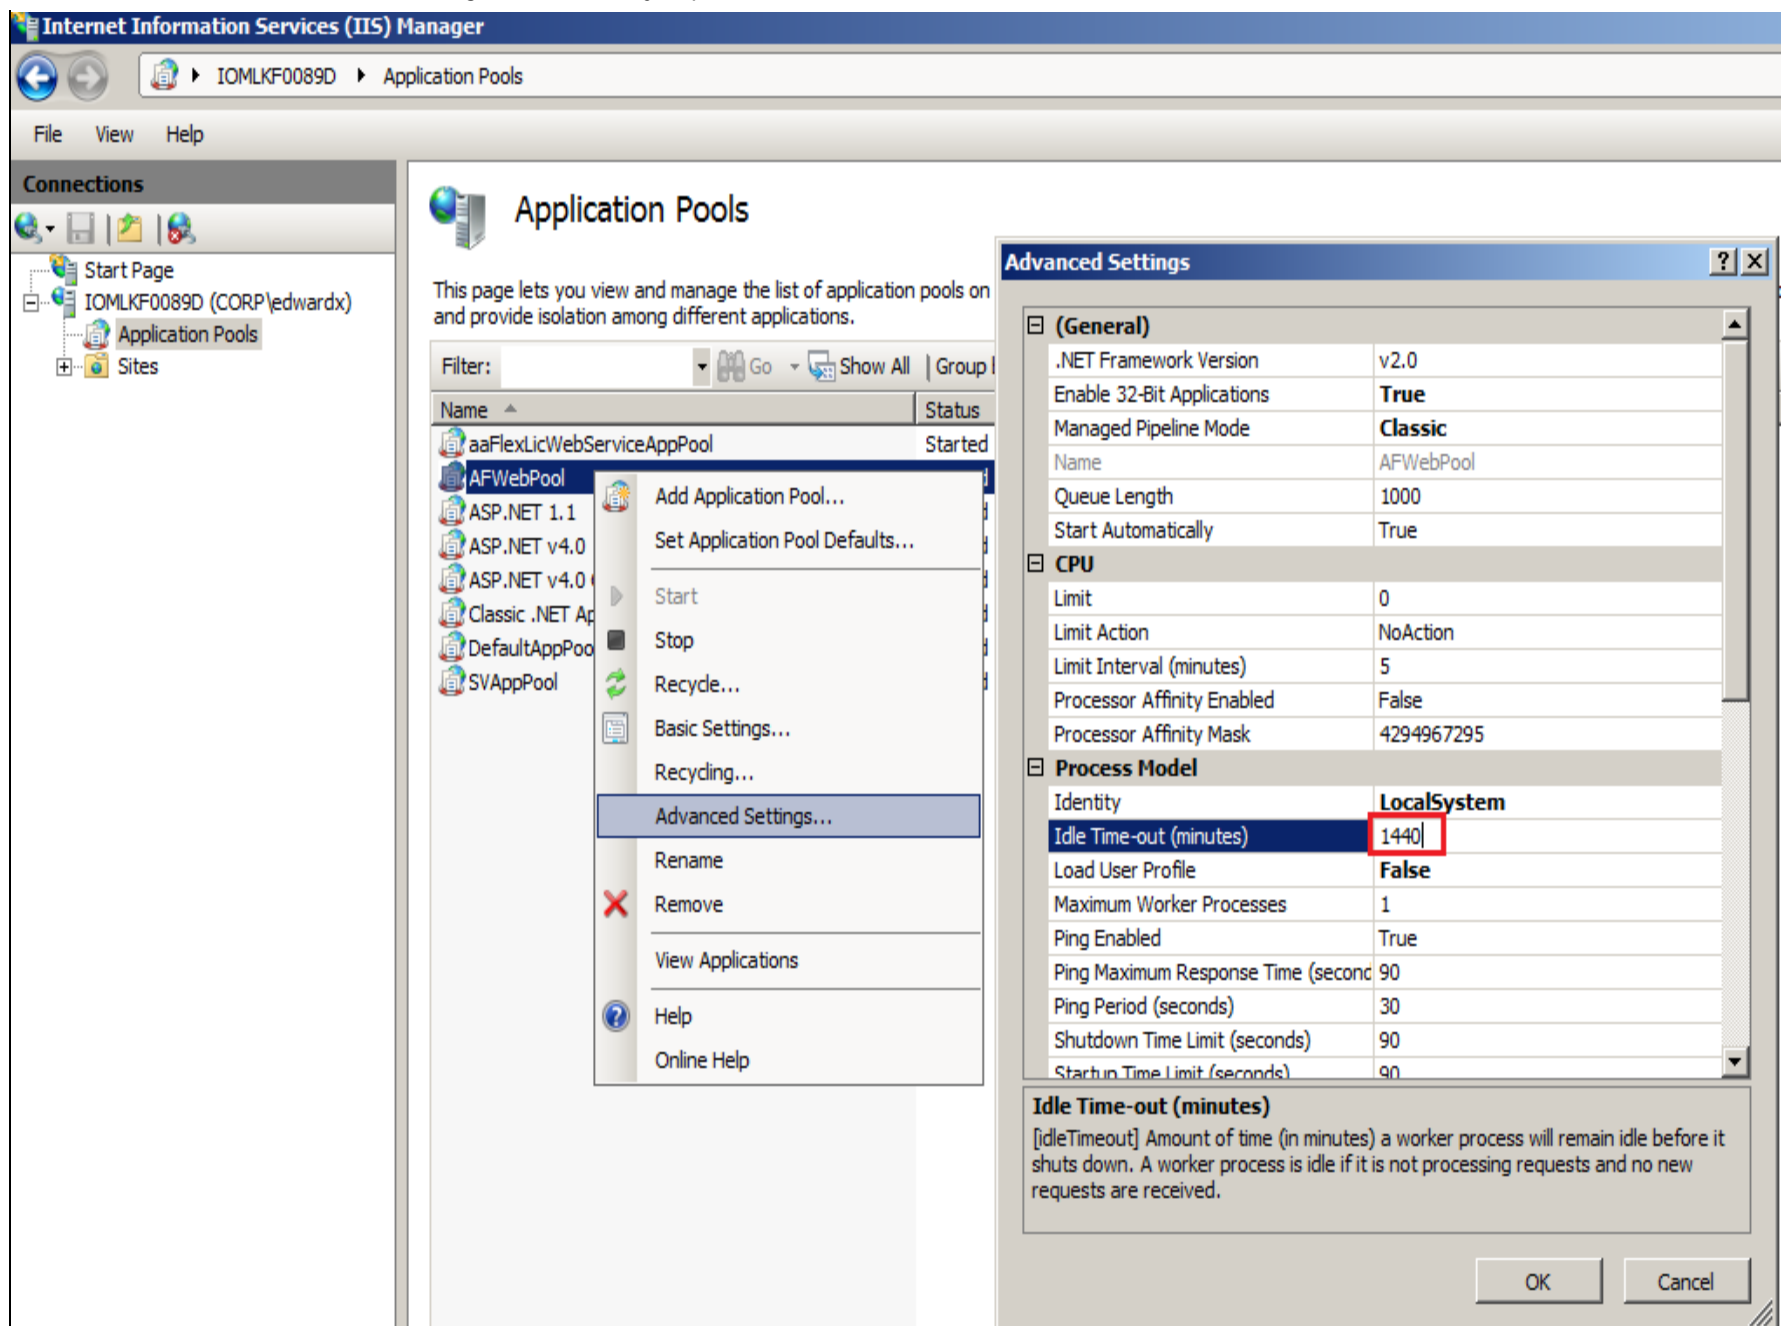 Internet Information Services (IIS) Manager
IOMLKF0089D Application Pools
File View Help
Connections
Start Page
IOMLKF0089D (CORP\edwardx)
Application Pools
Sites
Application Pools
This page lets you view and manage the list of application pools on
and provide isolation among different applications.
Filter: Go Show All Group
Name Status
aaFlexLicWebServiceAppPool Started
AFWebPool
ASP.NET 1.1
ASP.NET v4.0
ASP.NET v4.0
Classic .NET Ap
DefaultAppPoo
SVAppPool
Add Application Pool...
Set Application Pool Defaults...
Start
Stop
Recycle...
Basic Settings...
Recycling...
Advanced Settings...
Rename
Remove
View Applications
Help
Online Help
Advanced Settings
(General)
.NET Framework Version v2.0
Enable 32-Bit Applications True
Managed Pipeline Mode Classic
Name AFWebPool
Queue Length 1000
Start Automatically True
CPU
Limit 0
Limit Action NoAction
Limit Interval (minutes) 5
Processor Affinity Enabled False
Processor Affinity Mask 4294967295
Process Model
Identity LocalSystem
Idle Time-out (minutes) 1440
Load User Profile False
Maximum Worker Processes 1
Ping Enabled True
Ping Maximum Response Time (second 90
Ping Period (seconds) 30
Shutdown Time Limit (seconds) 90
Startup Time Limit (seconds) 90
Idle Time-out (minutes)
[idleTimeout] Amount of time (in minutes) a worker process will remain idle before it
shuts down. A worker process is idle if it is not processing requests and no new
requests are received.
OK Cancel